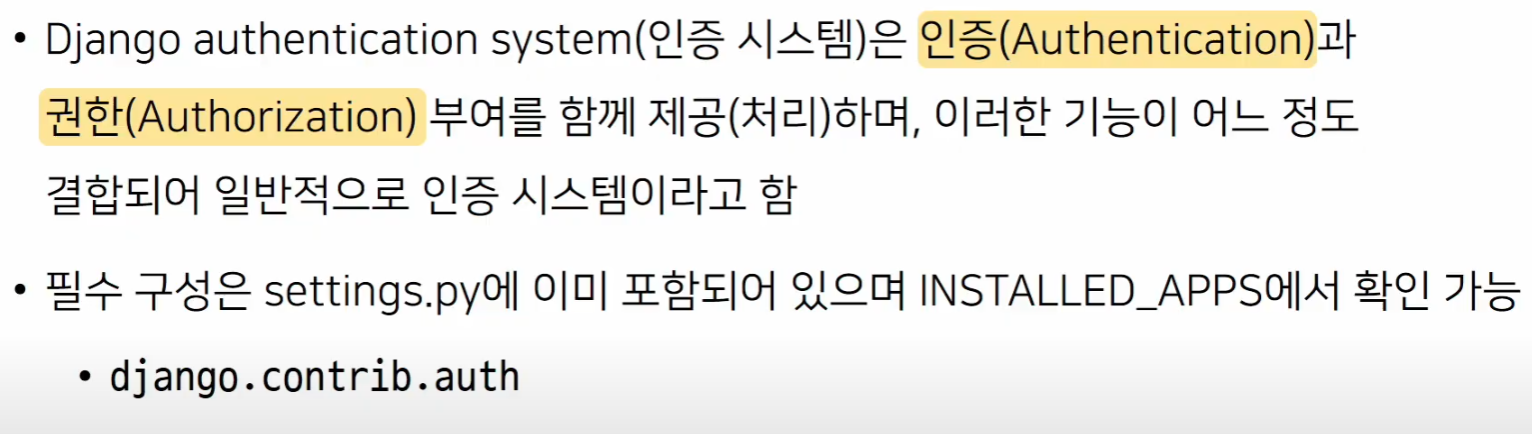 • Django authentication system(인증 시스템)은 인증(Authentication)과
권한(Authorization) 부여를 함께 제공(처리)하며, 이러한 기능이 어느 정도
결합되어 일반적으로 인증 시스템이라고 함
• 필수 구성은 settings.py에 이미 포함되어 있으며 INSTALLED_APPS에서 확인 가능
• django.contrib.auth